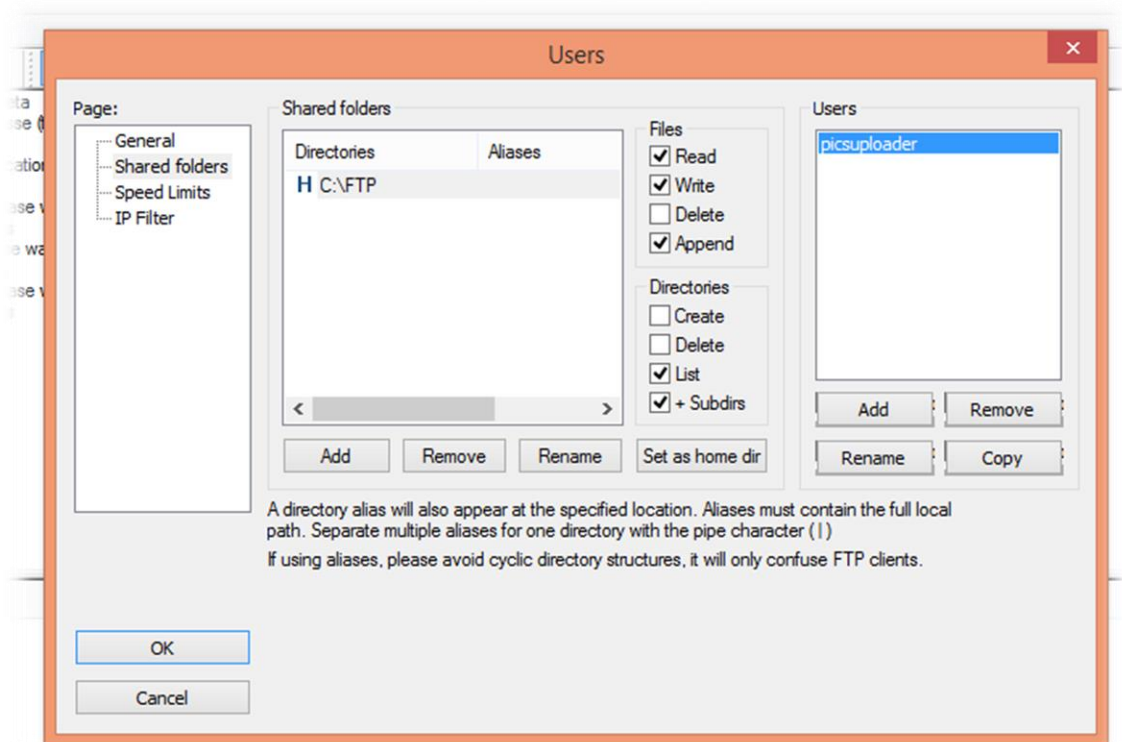 Users
Page:
General
Shared folders
Speed Limits
IP Filter
Shared folders
Directories Aliases
H C:\FTP
Files
Read
Write
Delete
Append
Directories
Create
Delete
List
+ Subdirs
Add Remove Rename Set as home dir
Users
picsuploader
Add Remove
Rename Copy
A directory alias will also appear at the specified location. Aliases must contain the full local
path. Separate multiple aliases for one directory with the pipe character ( | )
If using aliases, please avoid cyclic directory structures, it will only confuse FTP clients.
OK
Cancel